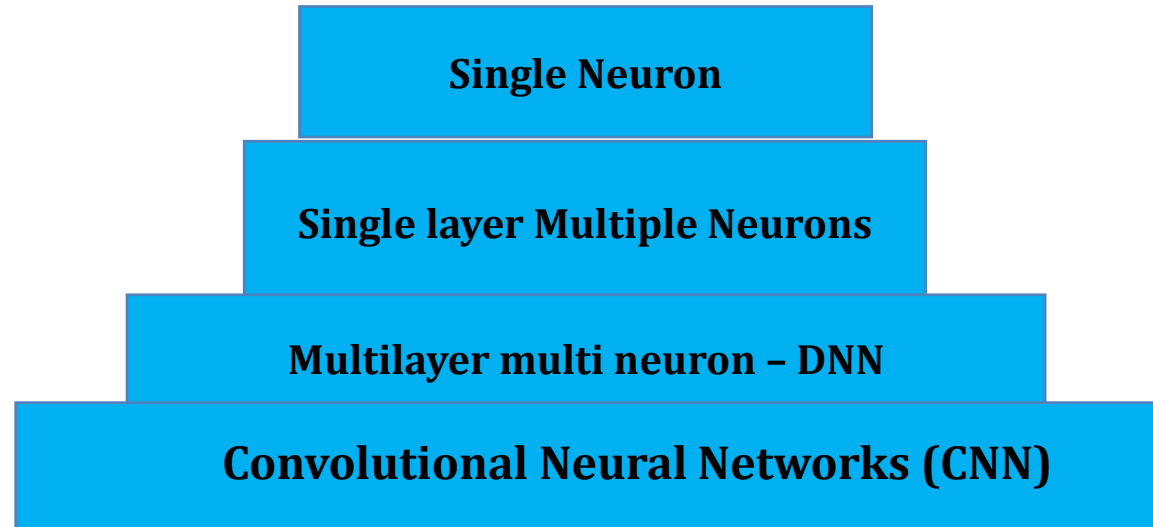 Single Neuron
Single layer Multiple Neurons
Multilayer multi neuron – DNN
Convolutional Neural Networks (CNN)